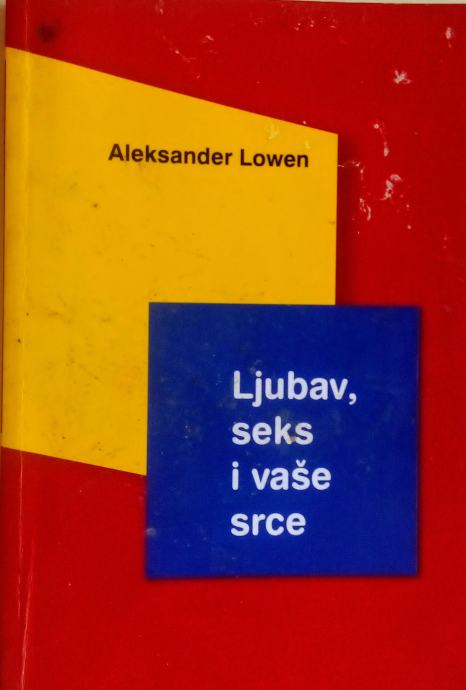 Aleksander Lowen
Ljubav,
seks
i vaše
srce